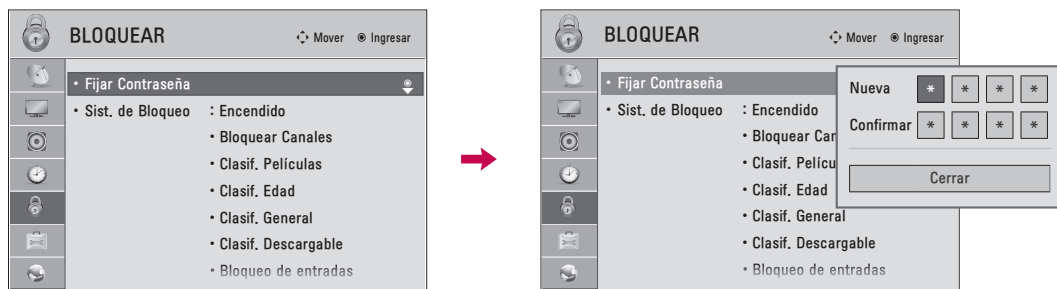 BLOQUEAR
Mover Ingresar
• Fijar Contraseña
• Sist. de Bloqueo : Encendido
• Bloquear Canales
• Clasif. Películas
• Clasif. Edad
• Clasif. General
• Clasif. Descargable
• Bloqueo de entradas
BLOQUEAR
Mover Ingresar
• Fijar Contraseña
• Sist. de Bloqueo : Encendido
• Bloquear Can
• Clasif. Pelícu
• Clasif. Edad
• Clasif. General
• Clasif. Descargable
• Bloqueo de entradas
Nueva * * * *
Confirmar * * * *
Cerrar